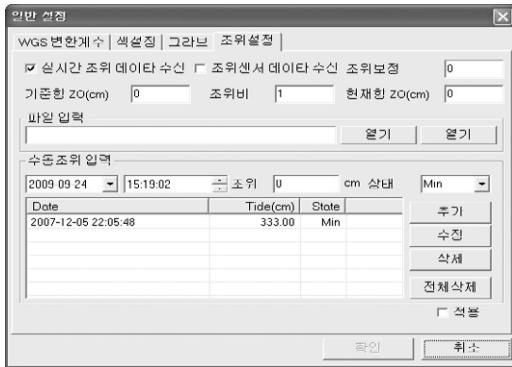 일반 설정
WGS 변환계수 색설정 그라브 조위설정
실시간 조위 데이타 수신 조위센서 데이타 수신 조위보정 0
기준항 ZO(cm) 0 조위비 1 현재항 ZO(cm) 0
파일 입력
열기 열기
수동조위 입력
2009-09-24 15:19:02 조위 0 cm 상태 Min
Date Tide(cm) State
2007-12-05 22:05:48 333.00 Min
추가
수정
삭제
전체삭제
적용
확인 취소